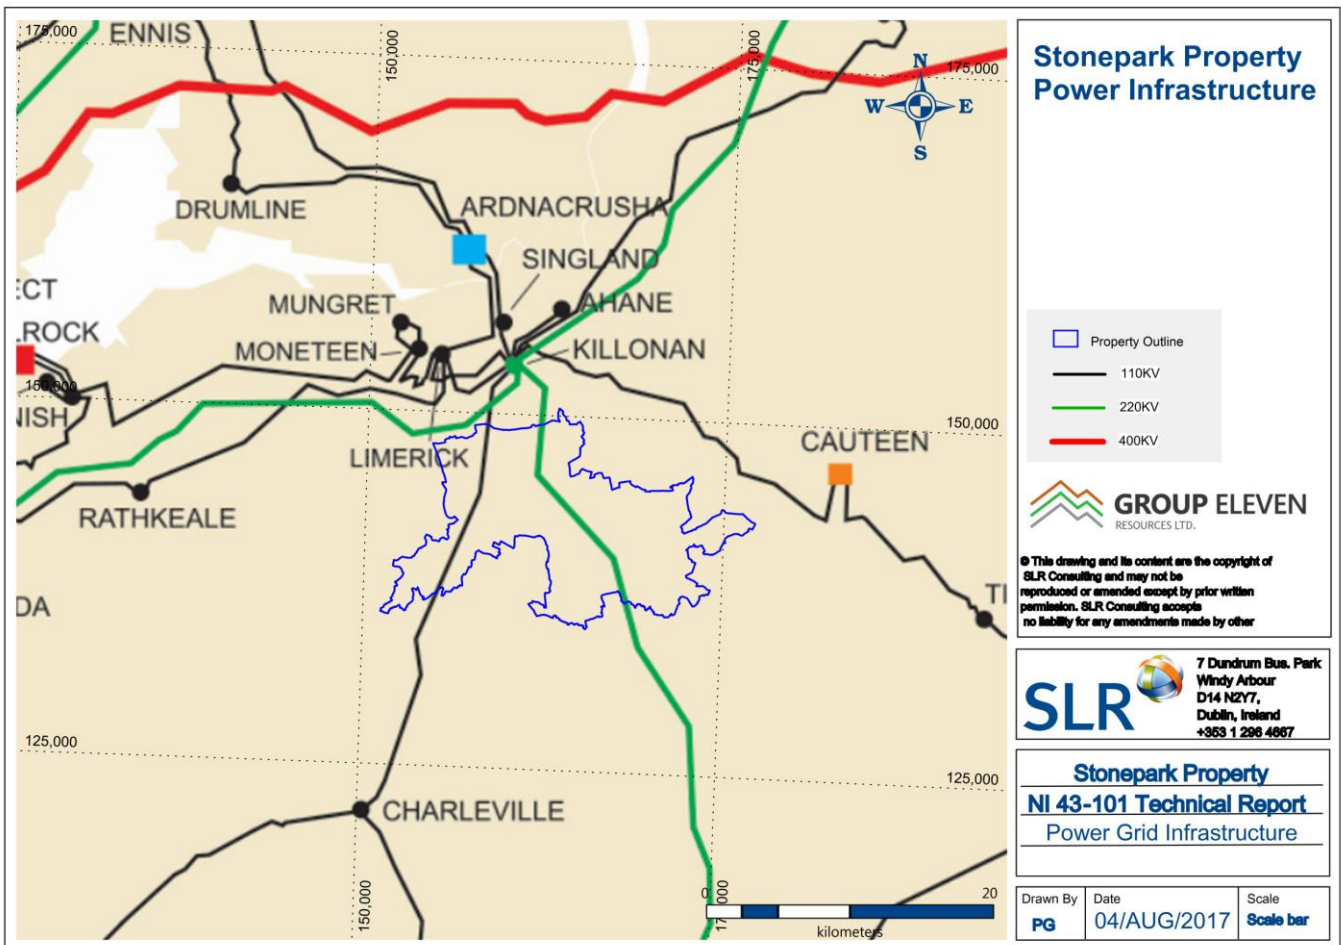 175,000
ENNIS
150,000
175,000
175,000
N
W E
S
DRUMLINE
ARDNACRUSHA
SINGLAND
ECT
MUNGRET
AHANE
LROCK
MONETEEN
KILLONAN
150,000
NISH
150,000
CAUTEEN
LIMERICK
RATHKEALE
DA
TI
125,000
125,000
CHARLEVILLE
150,000
0 20
kilometers
Stonepark Property
Power Infrastructure
Property Outline
110KV
220KV
400KV
GROUP ELEVEN
RESOURCES LTD.
© This drawing and its content are the copyright of
SLR Consulting and may not be
reproduced or amended except by prior written
permission. SLR Consulting accepts
no liability for any amendments made by other
SLR
7 Dundrum Bus. Park
Windy Arbour
D14 N2Y7,
Dublin, Ireland
+353 1 296 4667
Stonepark Property
NI 43-101 Technical Report
Power Grid Infrastructure
Drawn By
PG
Date
04/AUG/2017
Scale
Scale bar